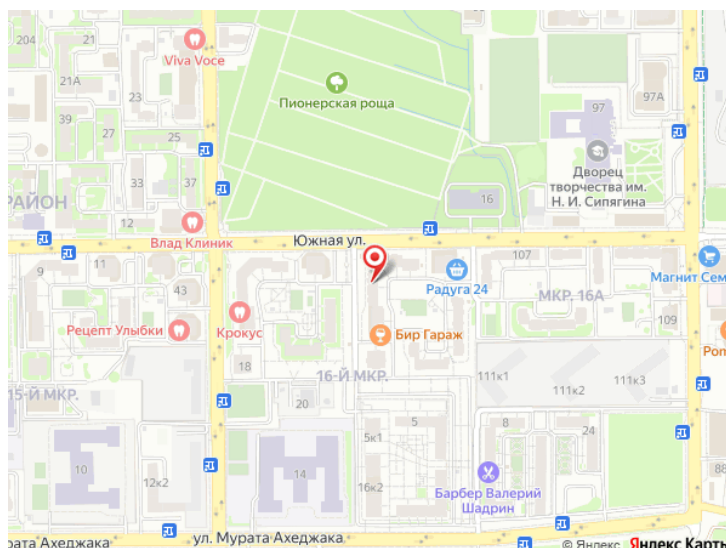 204
Viva Voce
21А
23
39
27
25
33
37
РАЙОН
12
Влад Клиник
Пионерская роща
97
97А
Дворец
творчества им.
Н. И. Сипягина
16
Южная ул.
9
11
43
Рецепт Улыбки
Крокус
18
Радуга 24
107
МКР. 16А
109
Магнит Сем
Бир Гараж
Роп
16-Й МКР.
15-Й МКР.
20
111к1
111к2
111к3
5к1
5
8
24
10
12к2
14
16к2
Барбер Валерий
Шадрин
рата Ахеджака
ул. Мурата Ахеджака
© Яндекс
Яндекс Карты